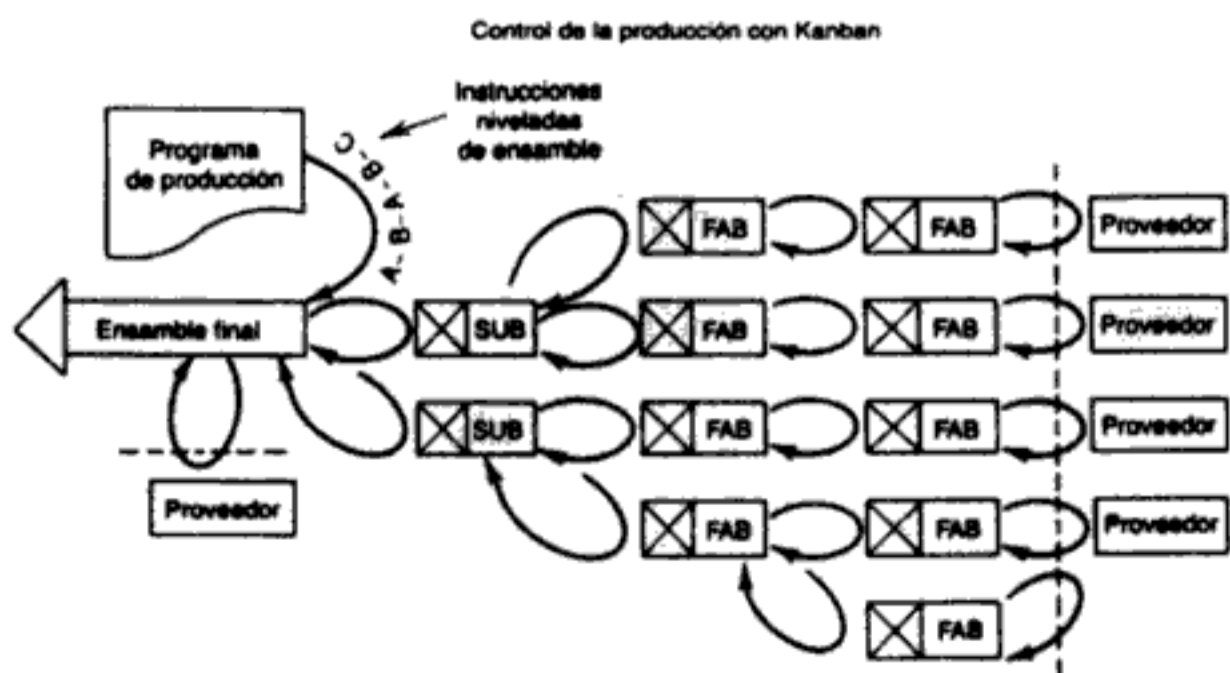 Control de la producción con Kanban
Instrucciones
niveladas
de ensamble
Programa
de producción
A-B-A-B-C
FAB
FAB
Proveedor
Ensamble final
SUB
FAB
FAB
Proveedor
SUB
FAB
FAB
Proveedor
Proveedor
FAB
FAB
Proveedor
FAB